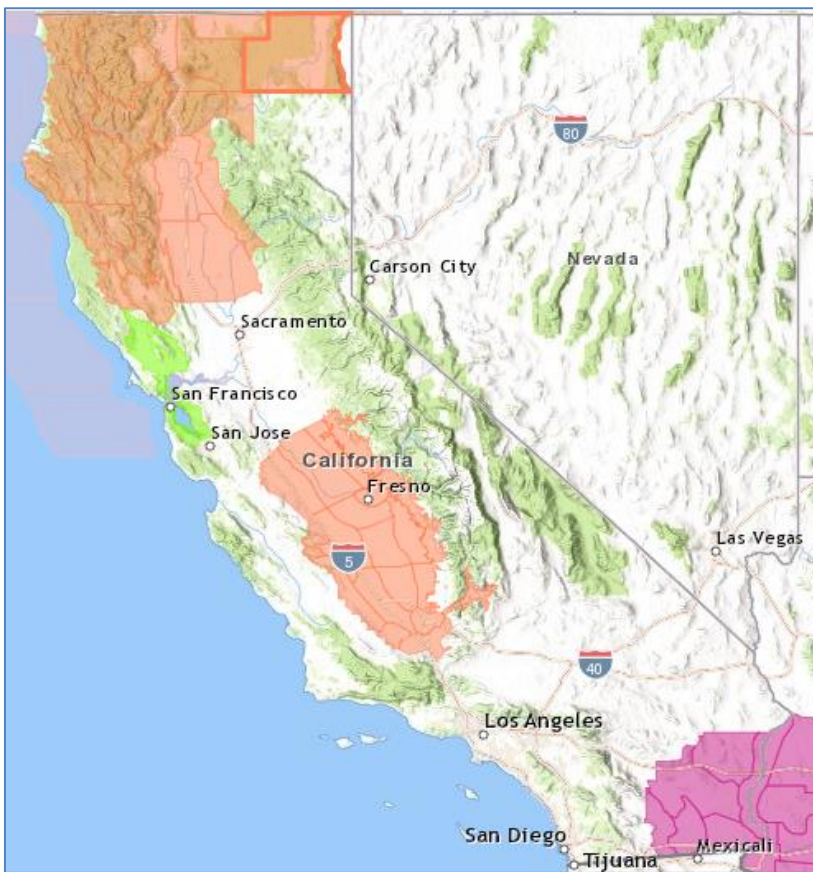 80
Nevada
Carson City
Sacramento
San Francisco
San Jose
California
Fresno
Las Vegas
5
40
Los Angeles
San Diego
Mexicali
Tijuana